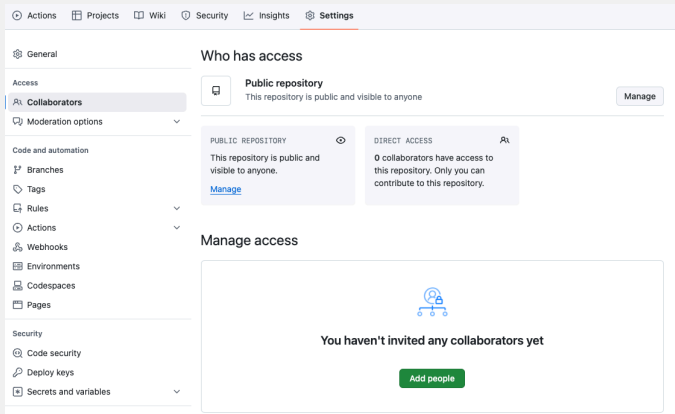 Actions Projects Wiki Security Insights Settings
General
Access
Collaborators
Moderation options
Code and automation
Branches
Tags
Rules
Actions
Webhooks
Environments
Codespaces
Pages
Security
Code security
Deploy keys
Secrets and variables
Who has access
Public repository
This repository is public and visible to anyone
Manage
PUBLIC REPOSITORY
This repository is public and
visible to anyone.
Manage
DIRECT ACCESS
0 collaborators have access to
this repository. Only you can
contribute to this repository.
Manage access
You haven't invited any collaborators yet
Add people